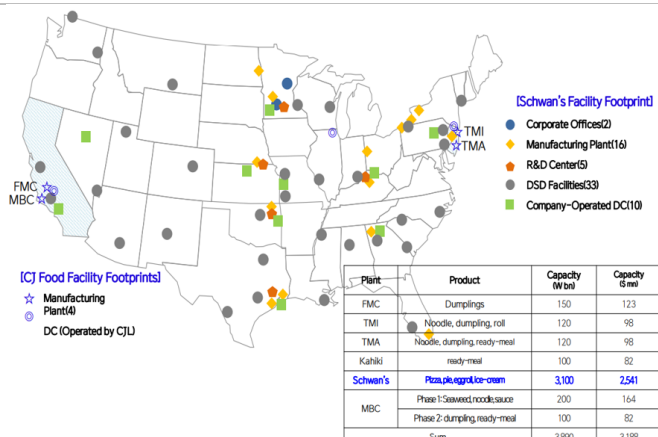 [Schwan's Facility Footprint]
Corporate Offices(2)
Manufacturing Plant(16)
R&D Center(5)
DSD Facilities(33)
Company-Operated DC(10)
TMI
TMA
FMC
MBC
[CJ Food Facility Footprints]
Manufacturing
Plant(4)
DC (Operated by CJL)
Plant Product Capacity (W bn) Capacity ($ mn)
FMC Dumplings 150 123
TMI Noodle, dumpling, roll 120 98
TMA Noodle, dumpling, ready-meal 120 98
Kahiki ready-meal 100 82
Schwan's Pizza, pie, eggroll, ice-cream 3,100 2,541
MBC Phase 1: Seaweed, noodle, sauce 200 164
Phase 2: dumpling, ready-meal 100 82
Sum